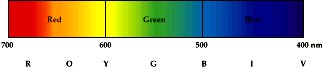 Red Green Blue
700 600 500 400 nm
R O Y G B I V